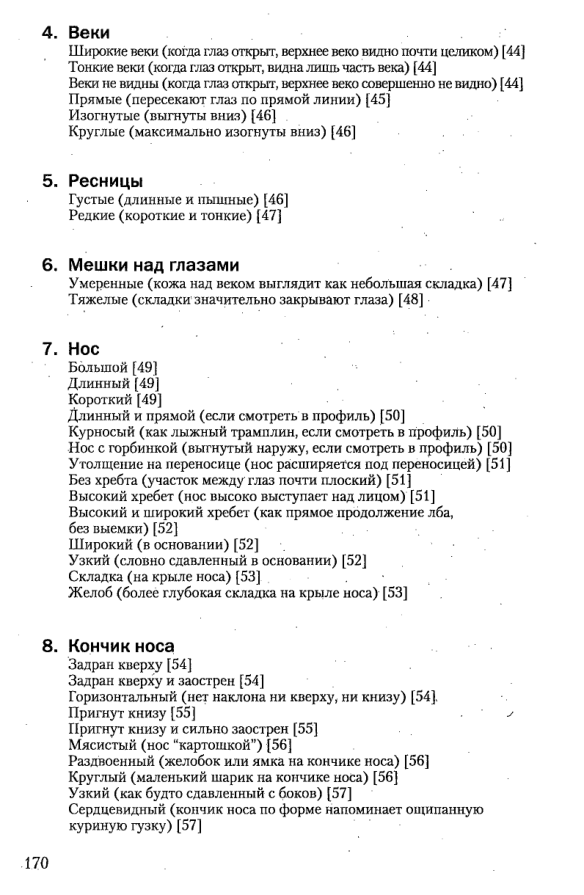 4. Веки
Широкие веки (когда глаз открыт, верхнее веко видно почти целиком) [44]
Тонкие веки (когда глаз открыт, видна лишь часть века) [44]
Веки не видны (когда глаз открыт, верхнее веко совершенно не видно) [44]
Прямые (пересекают глаз по прямой линии) [45]
Изогнутые (выгнуты вниз) [46]
Круглые (максимально изогнуты вниз) [46]
5. Ресницы
Густые (длинные и пышные) [46]
Редкие (короткие и тонкие) [47]
6. Мешки над глазами
Умеренные (кожа над веком выглядит как небольшая складка) [47]
Тяжелые (складки значительно закрывают глаза) [48]
7. Нос
Большой [49]
Длинный [49]
Короткий [49]
Длинный и прямой (если смотреть в профиль) [50]
Курносый (как лыжный трамплин, если смотреть в профиль) [50]
Нос с горбинкой (выгнутый наружу, если смотреть в профиль) [50]
Утолщение на переносице (нос расширяется под переносицей) [51]
Без хребта (участок между глаз почти плоский) [51]
Высокий хребет (нос высоко выступает над лицом) [51]
Высокий и широкий хребет (как прямое продолжение лба,
без выемки) [52]
Широкий (в основании) [52]
Узкий (словно сдавленный в основании) [52]
Складка (на крыле носа) [53]
Желоб (более глубокая складка на крыле носа) [53]
8. Кончик носа
Задран кверху [54]
Задран кверху и заострен [54]
Горизонтальный (нет наклона ни кверху, ни книзу) [54]
Пригнут книзу [55]
Пригнут книзу и сильно заострен [55]
Мясистый (нос “картошкой”) [56]
Раздвоенный (желобок или ямка на кончике носа) [56]
Круглый (маленький шарик на кончике носа) [56]
Узкий (как будто сдавленный с боков) [57]
Сердцевидный (кончик носа по форме напоминает ощипанную
куриную гузку) [57]
170